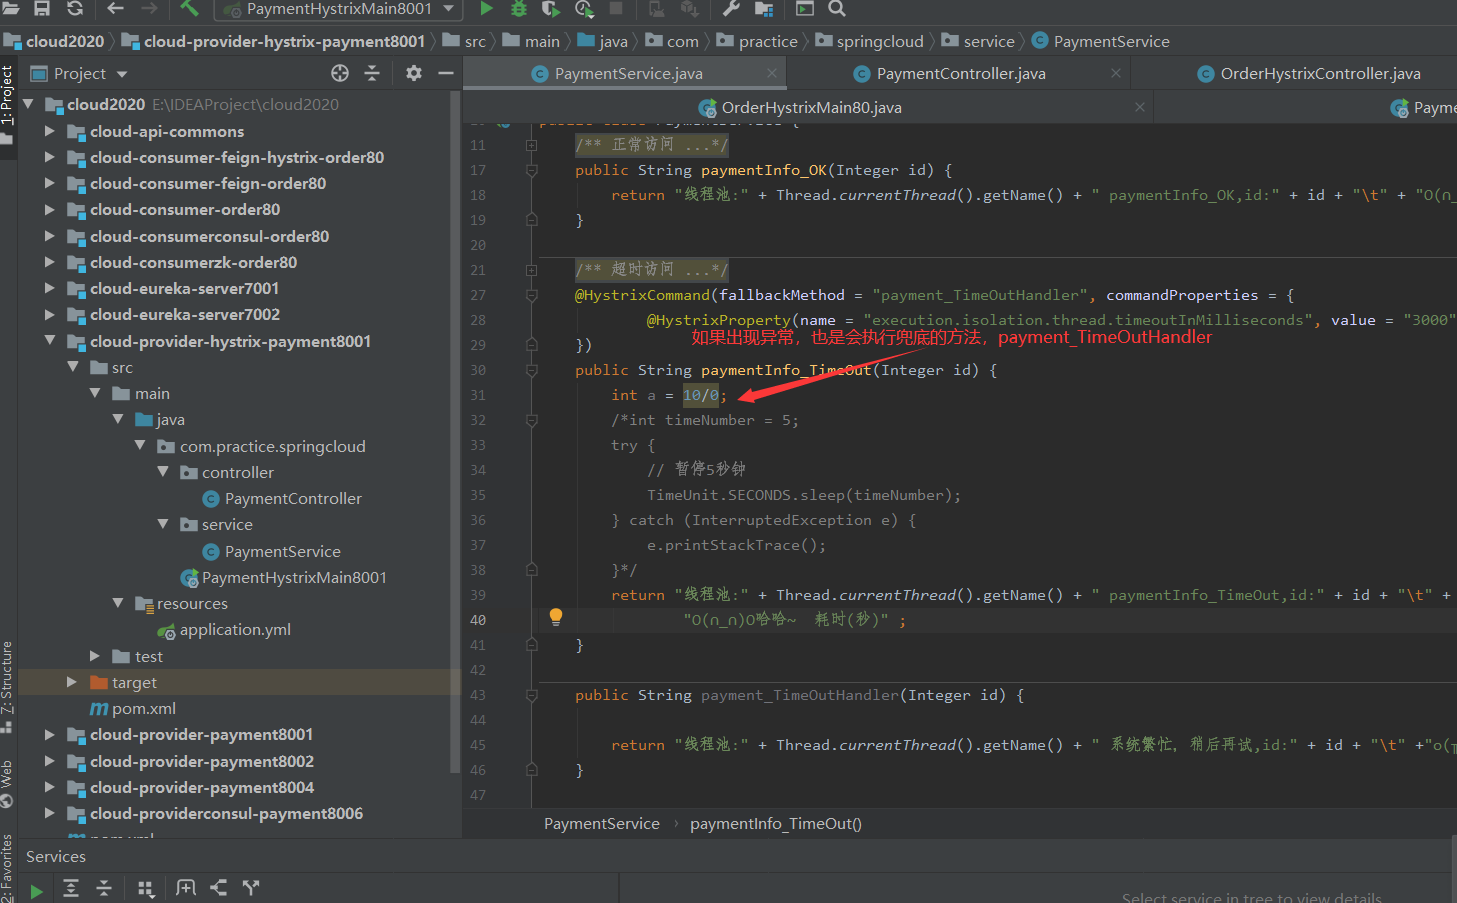 PaymentHystrixMain8001
cloud2020 cloud-provider-hystrix-payment8001 src main java com practice springcloud service PaymentService
1: Project
Project
PaymentService.java PaymentController.java OrderHystrixController.java
OrderHystrixMain80.java Payme
cloud2020 E:\IDEAProject\cloud2020
cloud-api-commons
cloud-consumer-feign-hystrix-order80
cloud-consumer-feign-order80
cloud-consumer-order80
cloud-consumerconsul-order80
cloud-consumerzk-order80
cloud-eureka-server7001
cloud-eureka-server7002
cloud-provider-hystrix-payment8001
src
main
java
com.practice.springcloud
controller
PaymentController
service
PaymentService
PaymentHystrixMain8001
resources
application.yml
test
target
pom.xml
cloud-provider-payment8001
cloud-provider-payment8002
cloud-provider-payment8004
cloud-providerconsul-payment8006
pom.xml
11 /** 正常访问 ...*/
17 public String paymentInfo_OK(Integer id) {
18 return "线程池:" + Thread.currentThread().getName() + " paymentInfo_OK,id:" + id + "\t" + "O(n_
19 }
20
21 /** 超时访问 ...*/
27 @HystrixCommand(fallbackMethod = "payment_TimeOutHandler", commandProperties = {
28 @HystrixProperty(name = "execution.isolation.thread.timeoutInMilliseconds", value = "3000"
如果出现异常，也是会执行兜底的方法，payment_TimeOutHandler
29 })
30 public String paymentInfo_TimeOut(Integer id) {
31 int a = 10/0;
32 /*int timeNumber = 5;
33 try {
34 // 暂停5秒钟
35 TimeUnit.SECONDS.sleep(timeNumber);
36 } catch (InterruptedException e) {
37 e.printStackTrace();
38 }*/
39 return "线程池:" + Thread.currentThread().getName() + " paymentInfo_TimeOut,id:" + id + "\t" +
40 "O(n_n)O哈哈~  耗时(秒)" ;
41 }
42
43 public String payment_TimeOutHandler(Integer id) {
44
45 return "线程池:" + Thread.currentThread().getName() + " 系统繁忙, 稍后再试,id:" + id + "\t" +"o(
46 }
47
PaymentService › paymentInfo_TimeOut()
7: Structure
Web
2: Favorites
Services
Select service in tree to view details